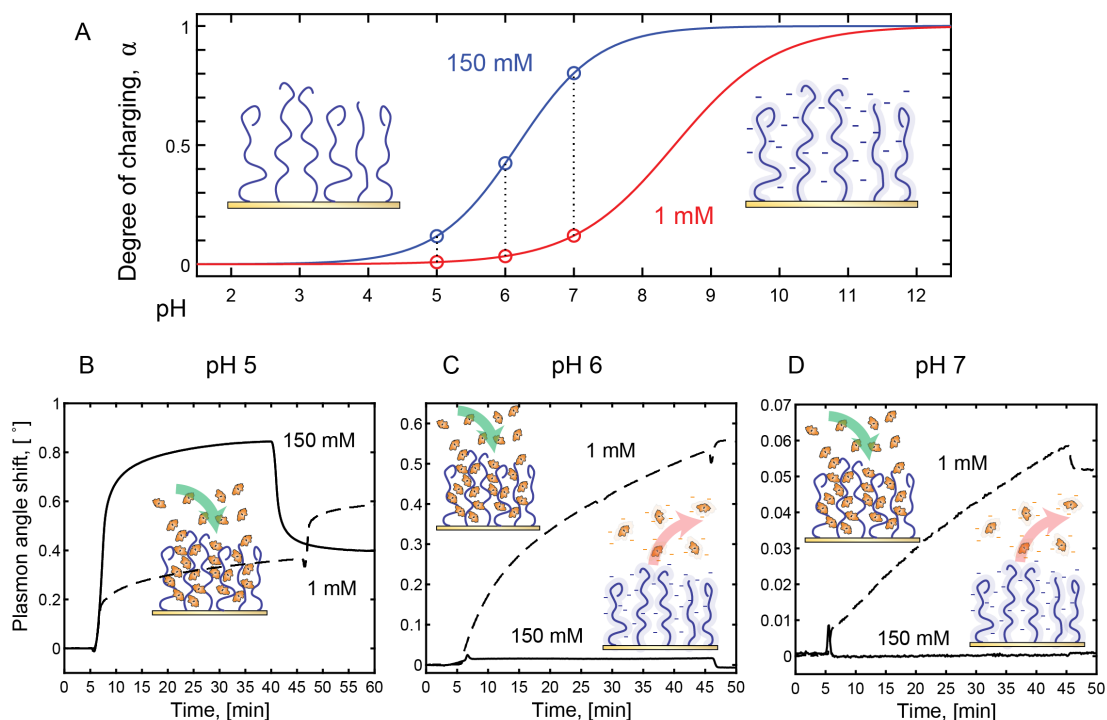 A
Degree of charging, α
1
0.5
0
150 mM
1 mM
2 3 4 5 6 7 8 9 10 11 12
pH
B pH 5
Plasmon angle shift, [°]
1
0.8
0.6
0.4
0.2
0
150 mM
1 mM
0 5 10 15 20 25 30 35 40 45 50 55 60
Time, [min]
C pH 6
0.6
0.5
0.4
0.3
0.2
0.1
0
1 mM
150 mM
0 5 10 15 20 25 30 35 40 45 50
Time, [min]
D pH 7
0.07
0.06
0.05
0.04
0.03
0.02
0.01
0
1 mM
150 mM
0 5 10 15 20 25 30 35 40 45 50
Time, [min]